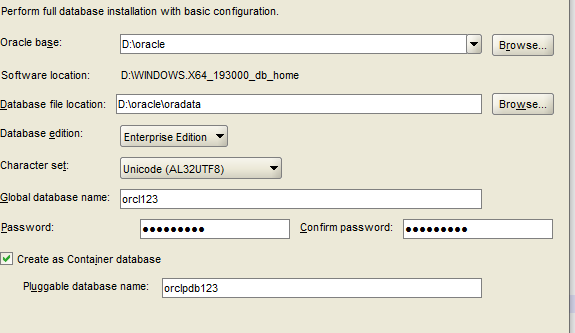 Perform full database installation with basic configuration.
Oracle base: D:\oracle Browse...
Software location: D:\WINDOWS.X64_193000_db_home
Database file location: D:\oracle\oradata Browse...
Database edition: Enterprise Edition
Character set: Unicode (AL32UTF8)
Global database name: orcl123
Password: ●●●●●●●●● Confirm password: ●●●●●●●●●
Create as Container database
Pluggable database name: orclpdb123